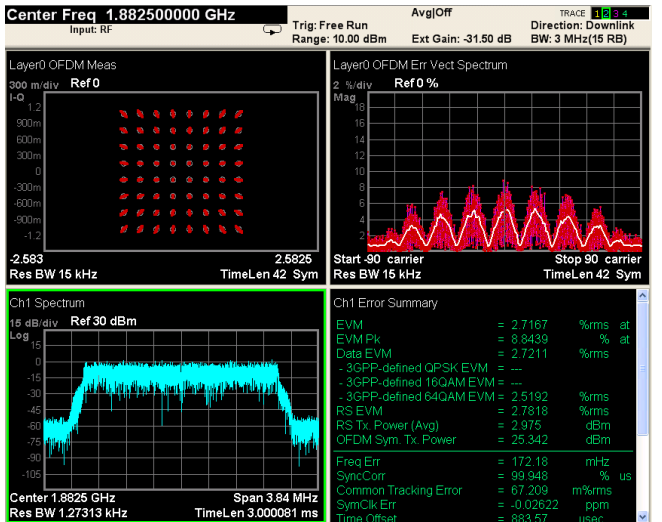 Center Freq 1.882500000 GHz
Input: RF
Trig: Free Run
Range: 10.00 dBm
Avg|Off
Ext Gain: -31.50 dB
TRACE 1 2 3 4
Direction: Downlink
BW: 3 MHz(15 RB)
Layer0 OFDM Meas
300 m/div Ref 0
I-Q
1.2
900m
600m
300m
0
-300m
-600m
-900m
-1.2
-2.583 2.5825
Res BW 15 kHz TimeLen 42 Sym
Layer0 OFDM Err Vect Spectrum
2 %/div Ref 0 %
Mag
18
16
14
12
10
8
6
4
2
Start -90 carrier Stop 90 carrier
Res BW 15 kHz TimeLen 42 Sym
Ch1 Spectrum
15 dB/div Ref 30 dBm
Log
15
0
-15
-30
-45
-60
-75
-90
-105
Center 1.8825 GHz Span 3.84 MHz
Res BW 1.27313 kHz TimeLen 3.000081 ms
Ch1 Error Summary
EVM = 2.7167 %rms at
EVM Pk = 8.8439 % at
Data EVM = 2.7211 %rms
- 3GPP-defined QPSK EVM = ---
- 3GPP-defined 16QAM EVM = ---
- 3GPP-defined 64QAM EVM = 2.5192 %rms
RS EVM = 2.7818 %rms
RS Tx. Power (Avg) = 2.975 dBm
OFDM Sym. Tx. Power = 25.342 dBm
Freq Err = 172.18 mHz
SyncCorr = 99.948 % us
Common Tracking Error = 67.209 m%rms
SymClk Err = -0.02622 ppm
Time Offset = 883.57 usec